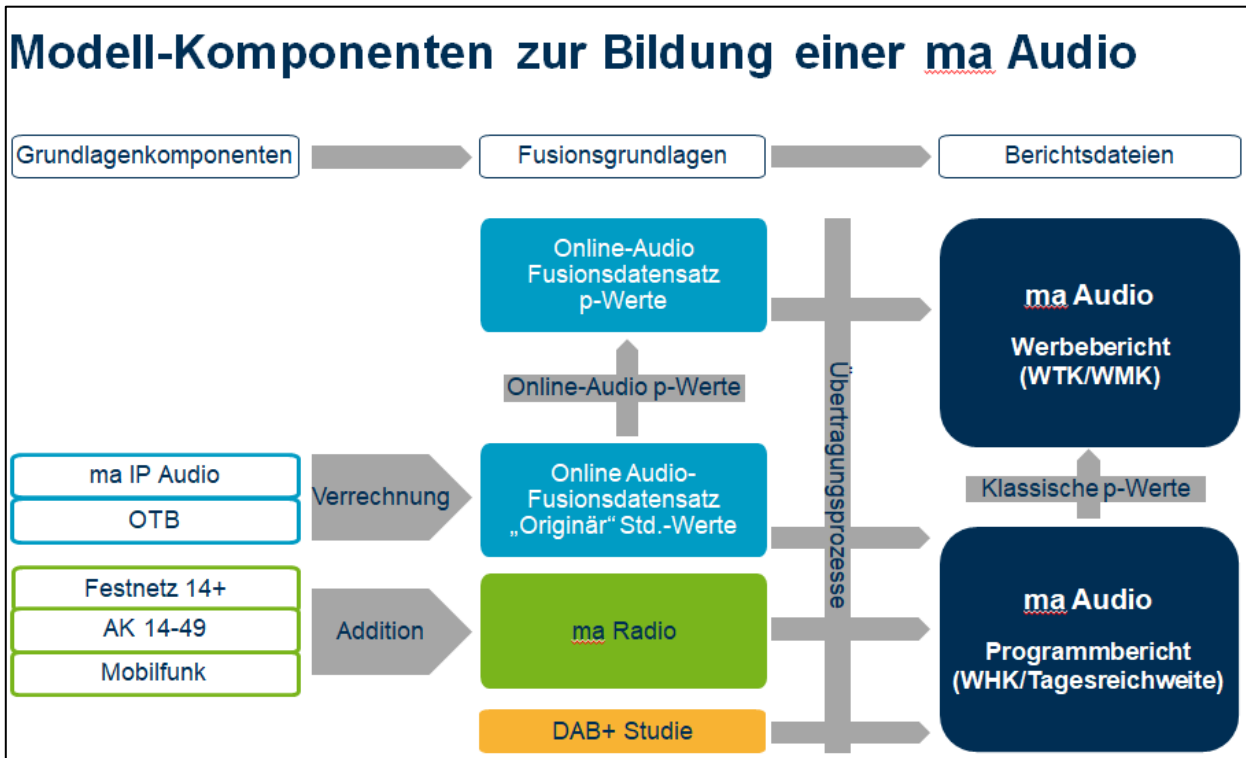 Modell-Komponenten zur Bildung einer ma Audio
Grundlagenkomponenten
Fusionsgrundlagen
Berichtsdateien
Online-Audio
Fusionsdatensatz
p-Werte
Online-Audio p-Werte
ma IP Audio
OTB
Verrechnung
Online Audio-
Fusionsdatensatz
„Originär“ Std.-Werte
Festnetz 14+
AK 14-49
Mobilfunk
Addition
ma Radio
DAB+ Studie
Übertragungsprozesse
ma Audio
Werbebericht
(WTK/WMK)
Klassische p-Werte
ma Audio
Programmbericht
(WHK/Tagesreichweite)